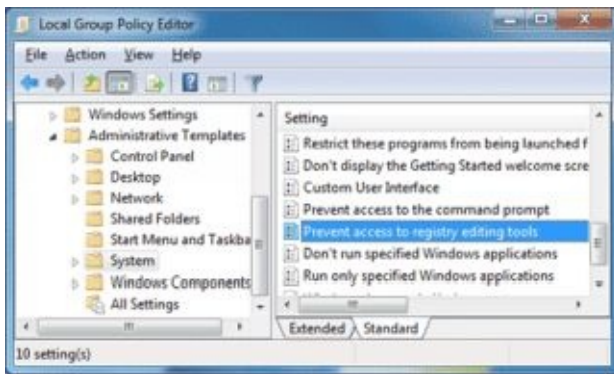 Local Group Policy Editor
File Action View Help
Windows Settings
Administrative Templates
Control Panel
Desktop
Network
Shared Folders
Start Menu and Taskba
System
Windows Components
All Settings
Setting
Restrict these programs from being launched f
Don't display the Getting Started welcome scre
Custom User Interface
Prevent access to the command prompt
Prevent access to registry editing tools
Don't run specified Windows applications
Run only specified Windows applications
Extended Standard
10 setting(s)